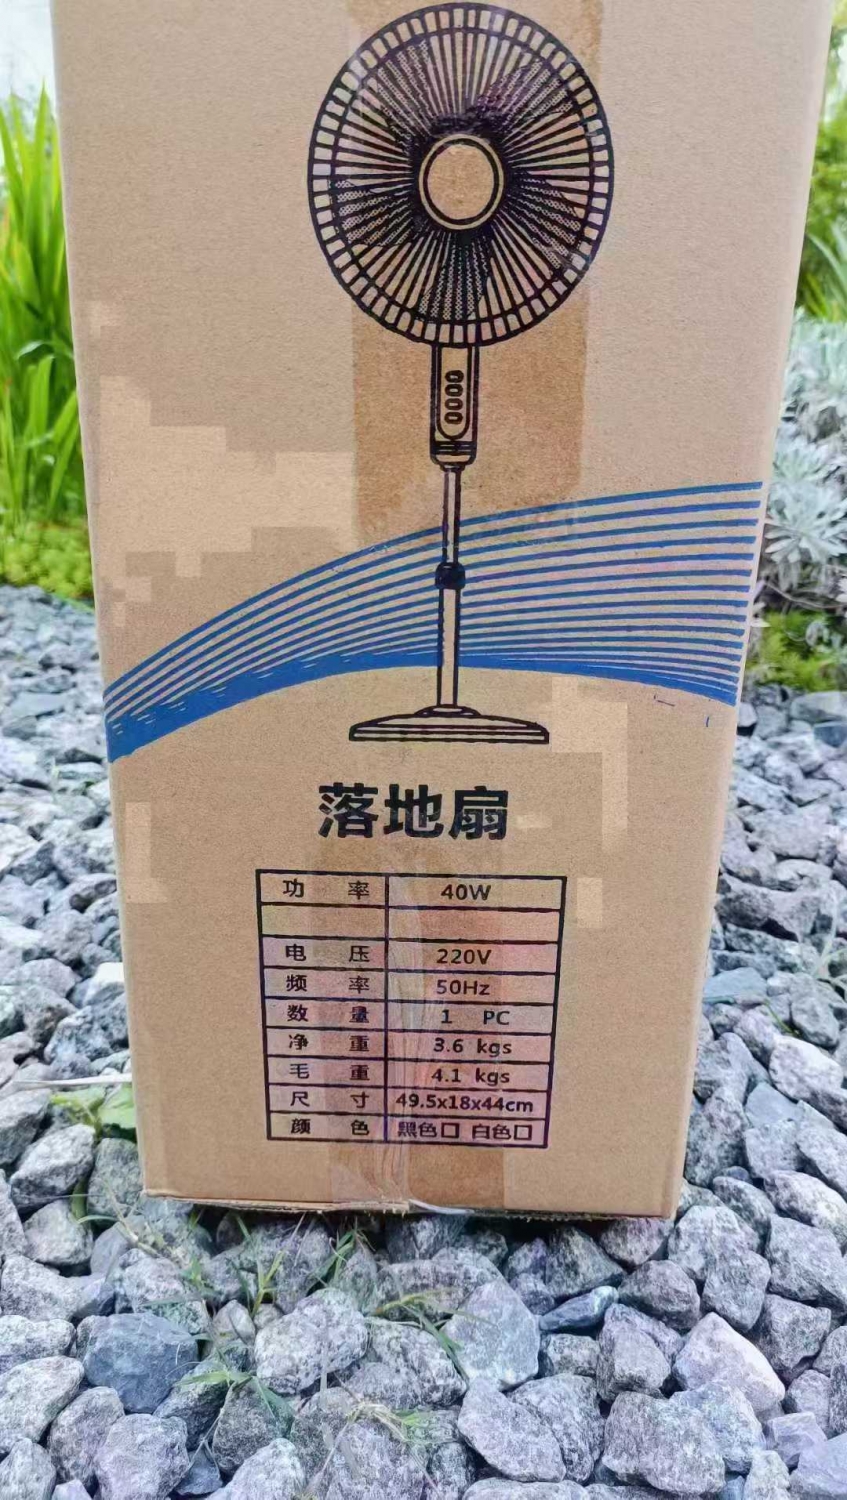 落地扇
功率 40W
电压 220V
频率 50Hz
数量 1 PC
净重 3.6 kgs
毛重 4.1 kgs
尺寸 49.5x18x44cm
颜色 黑色□ 白色□